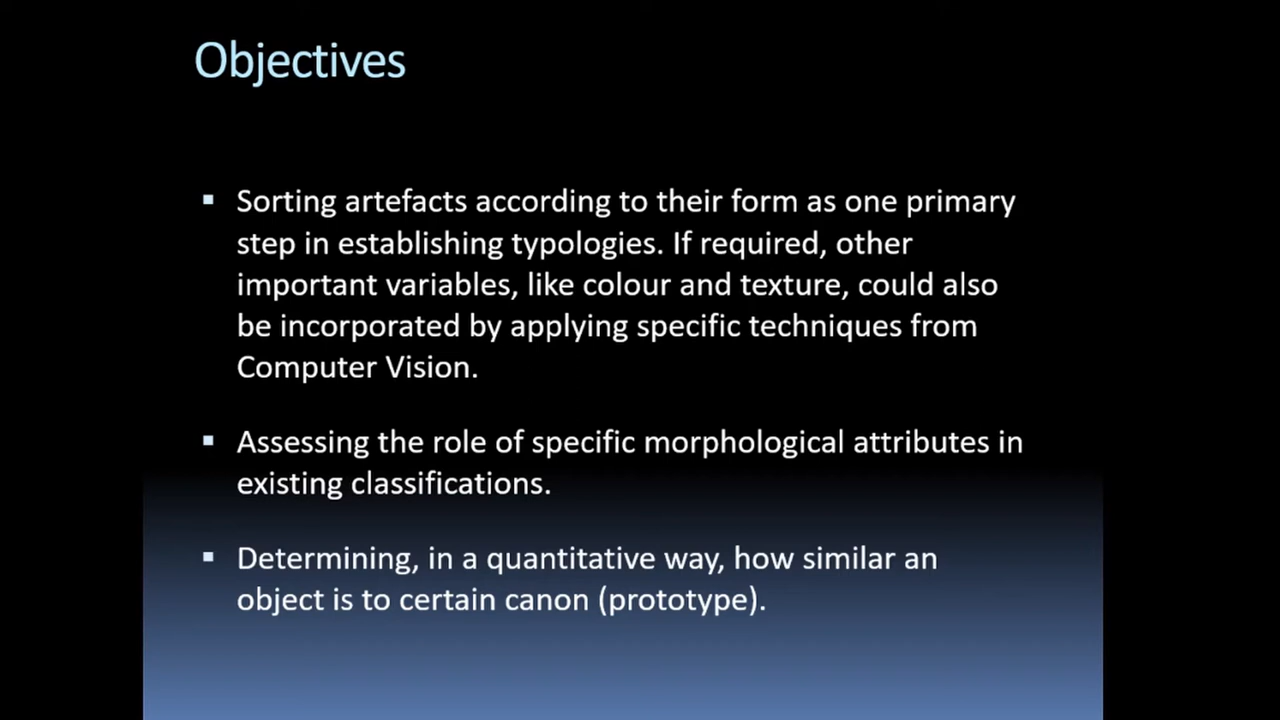 Objectives
▪ Sorting artefacts according to their form as one primary
step in establishing typologies. If required, other
important variables, like colour and texture, could also
be incorporated by applying specific techniques from
Computer Vision.
▪ Assessing the role of specific morphological attributes in
existing classifications.
▪ Determining, in a quantitative way, how similar an
object is to certain canon (prototype).